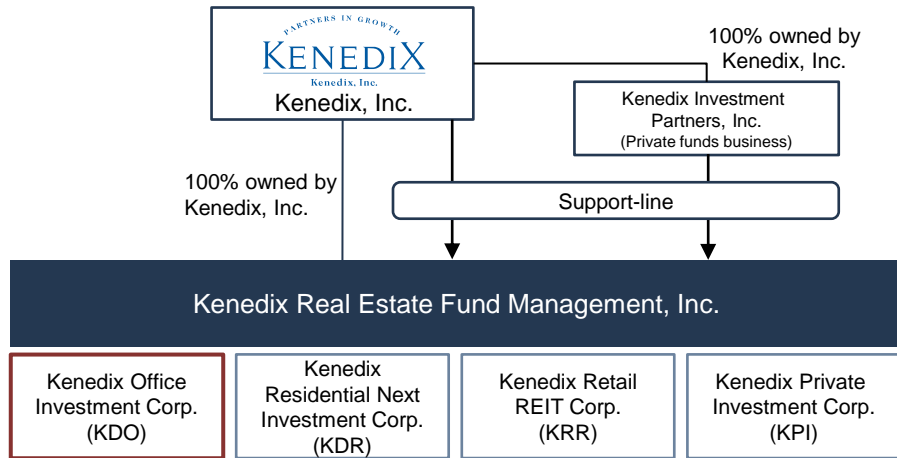 PARTNERS IN GROWTH
KENEDIX
Kenedix, Inc.
Kenedix, Inc.
100% owned by
Kenedix, Inc.
Kenedix Investment
Partners, Inc.
(Private funds business)
100% owned by
Kenedix, Inc.
Support-line
Kenedix Real Estate Fund Management, Inc.
Kenedix Office
Investment Corp.
(KDO)
Kenedix
Residential Next
Investment Corp.
(KDR)
Kenedix Retail
REIT Corp.
(KRR)
Kenedix Private
Investment Corp.
(KPI)